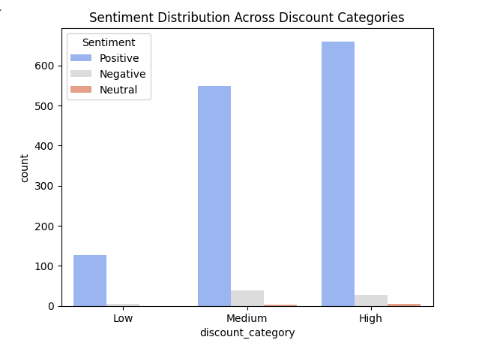 Sentiment Distribution Across Discount Categories
Sentiment
Positive
Negative
Neutral
600
500
400
300
200
100
0
count
Low Medium High
discount_category